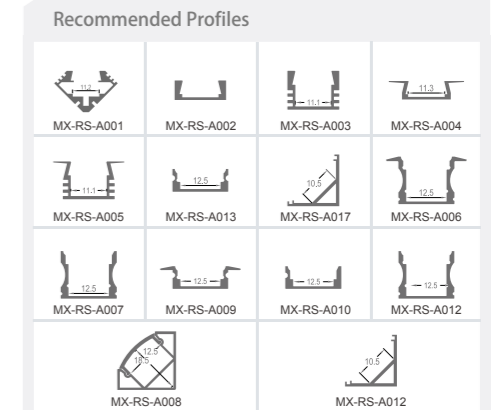 Recommended Profiles
11.3
MX-RS-A001
MX-RS-A002
11.1
MX-RS-A003
11.3
MX-RS-A004
11.1
MX-RS-A005
12.5
MX-RS-A013
10.5
MX-RS-A017
12.5
MX-RS-A006
12.5
MX-RS-A007
12.5
MX-RS-A009
12.5
MX-RS-A010
12.5
MX-RS-A012
12.5
18.5
MX-RS-A008
10.5
MX-RS-A012